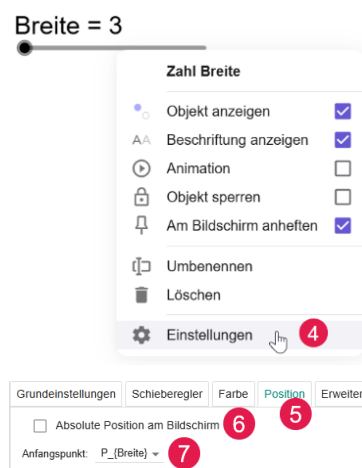 Breite = 3
Zahl Breite
Objekt anzeigen
AA Beschriftung anzeigen
Animation
Objekt sperren
Am Bildschirm anheften
Umbenennen
Löschen
Einstellungen 4
Grundeinstellungen Schieberegler Farbe Position Erweiter
5
Absolute Position am Bildschirm 6
Anfangspunkt: P_{Breite} 7